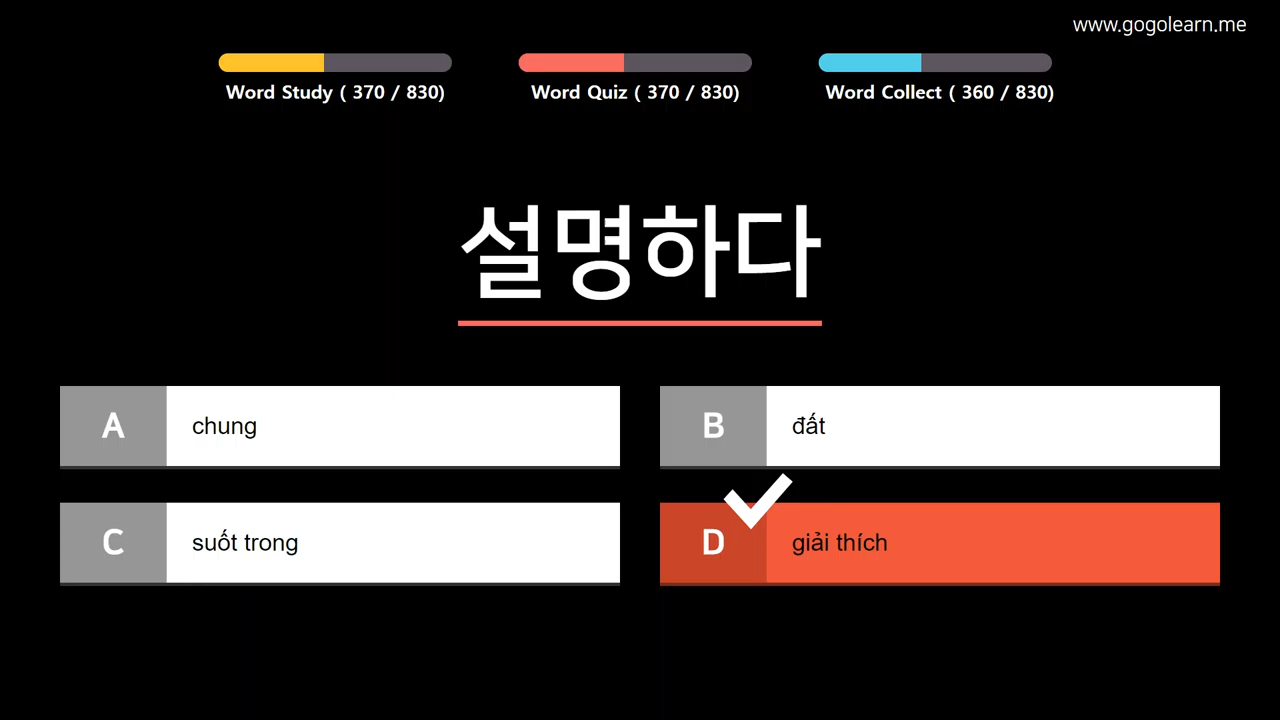 www.gogolearn.me
Word Study ( 370 / 830)
Word Quiz ( 370 / 830)
Word Collect ( 360 / 830)
설명하다
A chung
B đất
C suốt trong
D giải thích